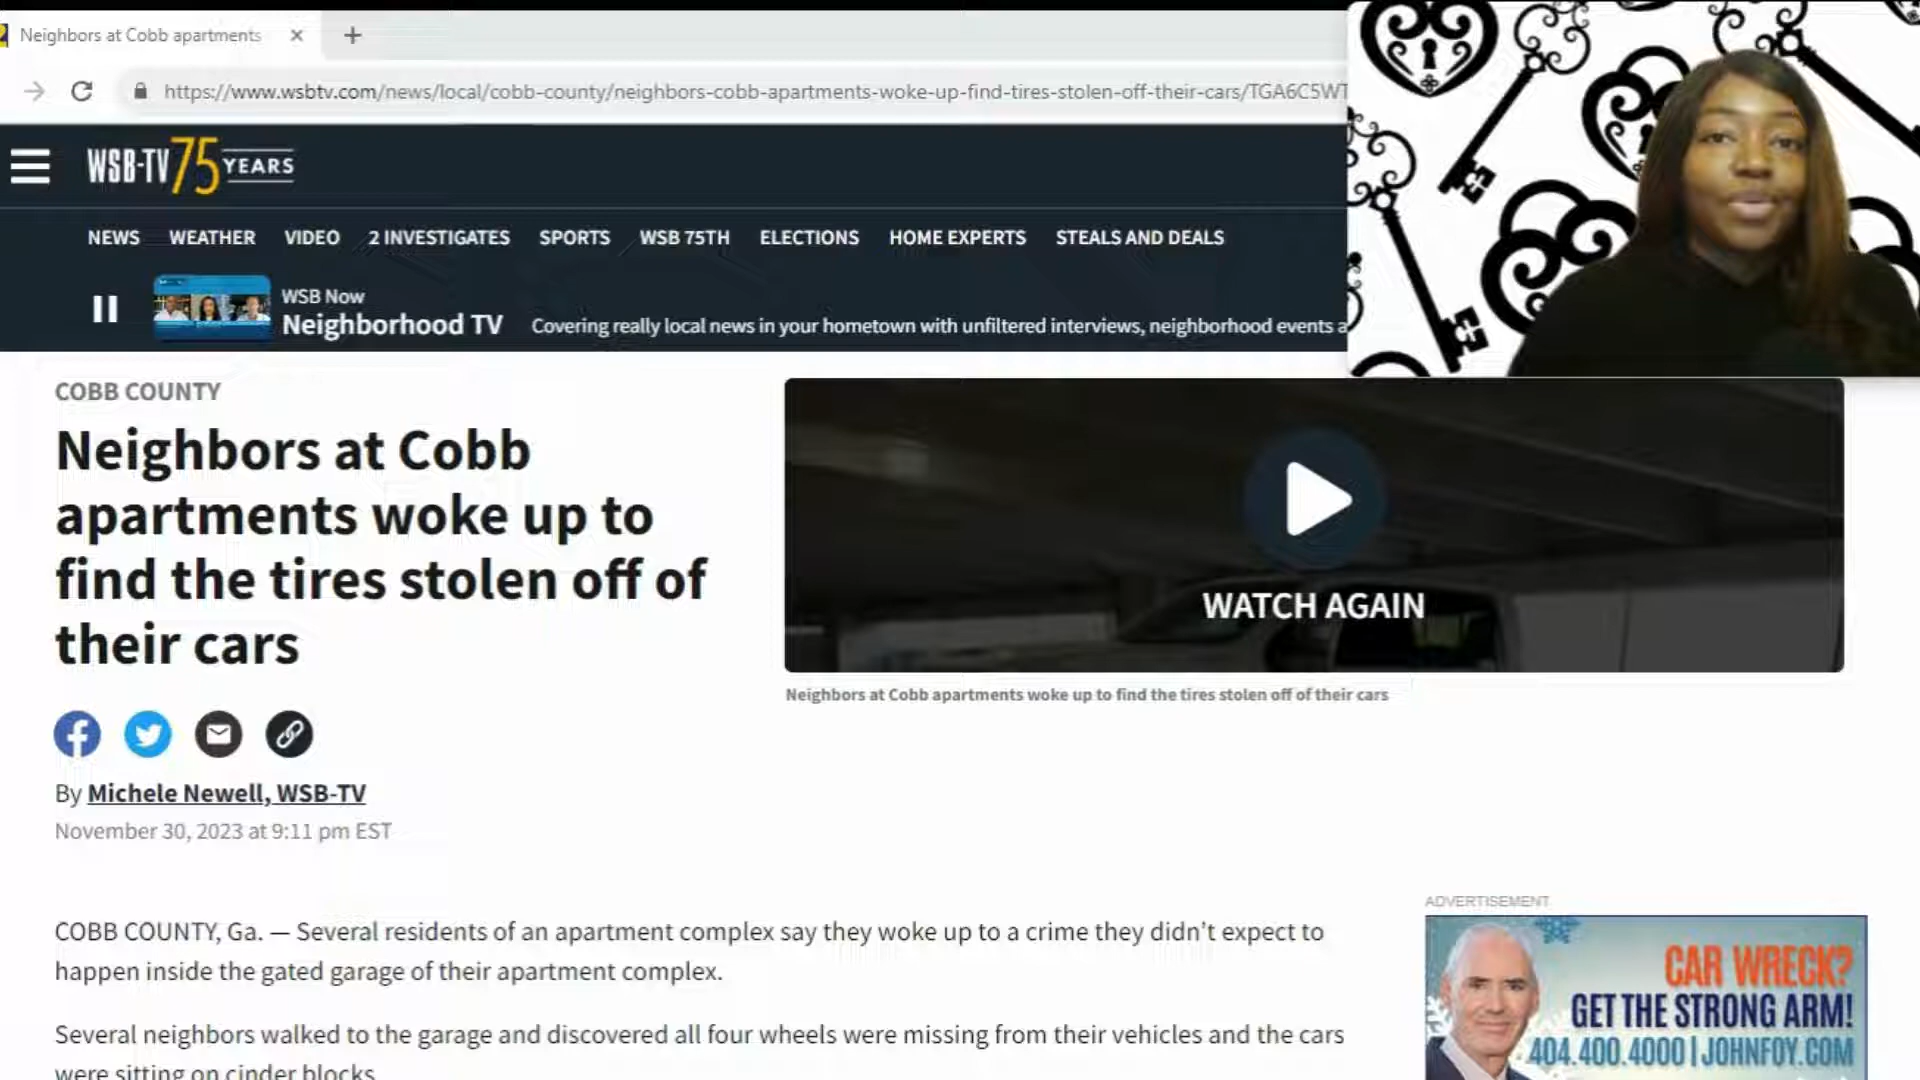 Neighbors at Cobb apartments
https://www.wsbtv.com/news/local/cobb-county/neighbors-cobb-apartments-woke-up-find-tires-stolen-off-their-cars/TGA6C5WT
WSB-TV 75 YEARS
NEWS WEATHER VIDEO 2 INVESTIGATES SPORTS WSB 75TH ELECTIONS HOME EXPERTS STEALS AND DEALS
WSB Now
Neighborhood TV Covering really local news in your hometown with unfiltered interviews, neighborhood events a
COBB COUNTY
Neighbors at Cobb
apartments woke up to
find the tires stolen off of
their cars
WATCH AGAIN
Neighbors at Cobb apartments woke up to find the tires stolen off of their cars
By Michele Newell, WSB-TV
November 30, 2023 at 9:11 pm EST
COBB COUNTY, Ga. — Several residents of an apartment complex say they woke up to a crime they didn’t expect to
happen inside the gated garage of their apartment complex.
Several neighbors walked to the garage and discovered all four wheels were missing from their vehicles and the cars
were sitting on cinder blocks.
ADVERTISEMENT
CAR WRECK?
GET THE STRONG ARM!
404.400.4000 | JOHNFOY.COM